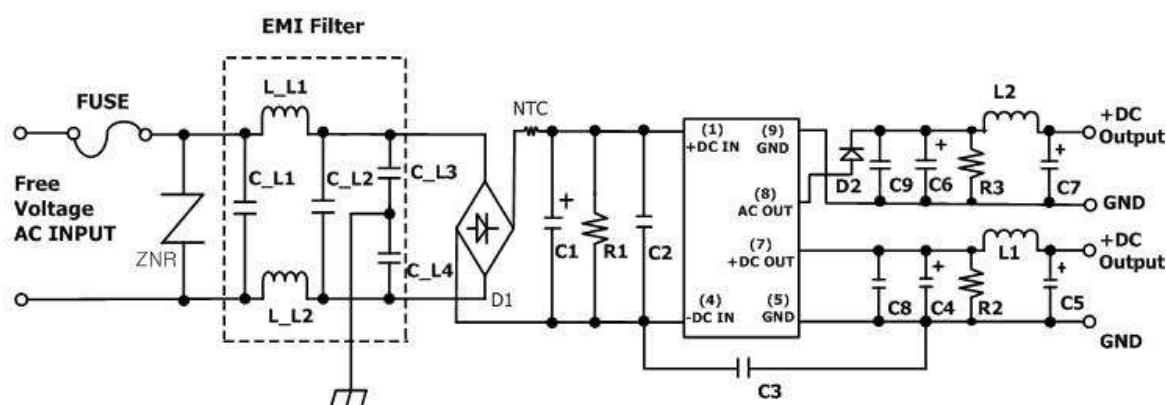 EMI Filter
FUSE
L_L1
NTC
L2
+DC
Output
(1)
+DC IN
(9)
GND
C_L1
C_L2
C_L3
+
+
+
D2
C9
C6
R3
C7
Free
Voltage
AC INPUT
(8)
AC OUT
GND
ZNR
+
C1
R1
C2
(7)
+DC OUT
L1
+DC
Output
C_L4
D1
+
+
L_L2
(4)
-DC IN
(5)
GND
C8
C4
R2
C5
GND
C3